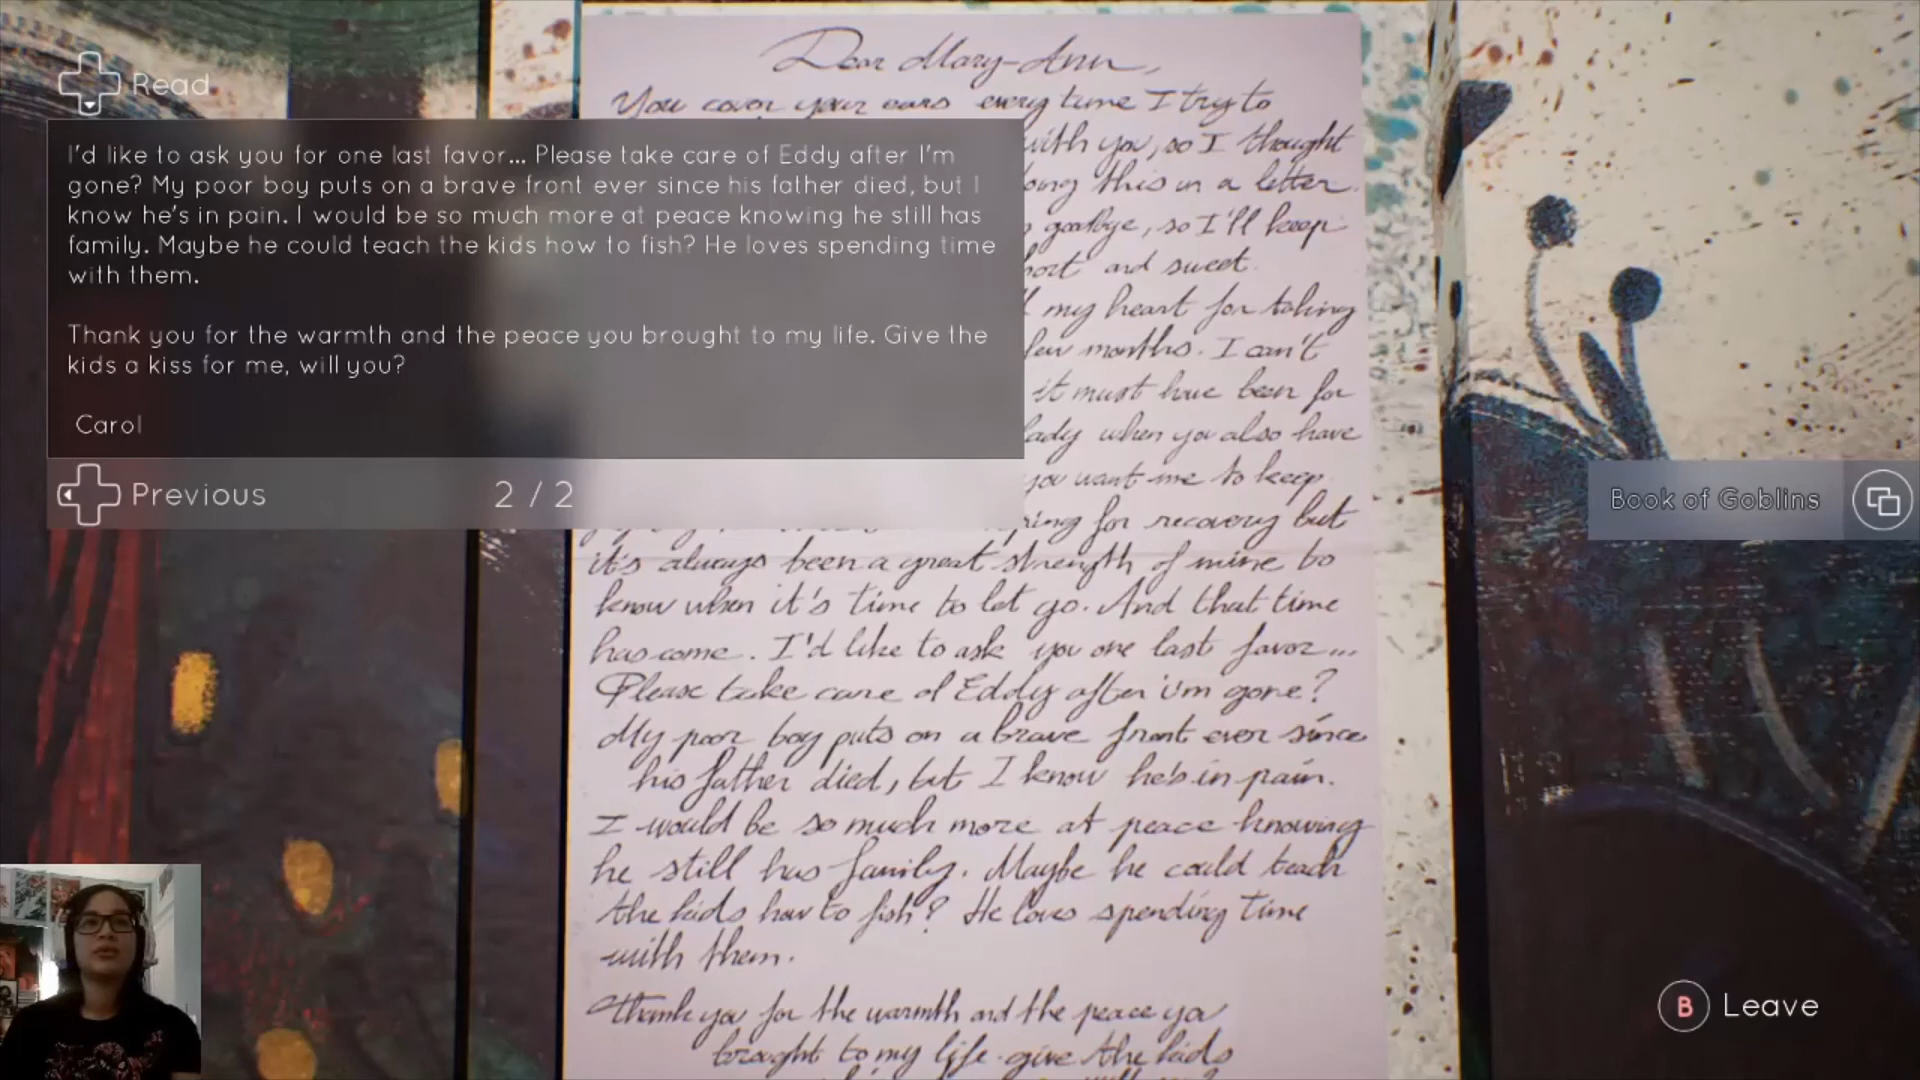 Read
I'd like to ask you for one last favor... Please take care of Eddy after I'm
gone? My poor boy puts on a brave front ever since his father died, but I
know he's in pain. I would be so much more at peace knowing he still has
family. Maybe he could teach the kids how to fish? He loves spending time
with them.
Thank you for the warmth and the peace you brought to my life. Give the
kids a kiss for me, will you?
Carol
Previous
2 / 2
Dear Mary-Ann,
You cover your ears every time I try to
with you, so I thought
doing this in a letter.
goodbye, so I'll keep
short and sweet.
my heart for taking
few months. I can't
it must have been for
lady when you also have
you want me to keep
for recovery but
it's always been a great strength of mine to
know when it's time to let go. And that time
has come. I'd like to ask you one last favor...
Please take care of Eddy after i'm gone?
My poor boy puts on a brave front ever since
his father died, but I know he's in pain.
I would be so much more at peace knowing
he still has family. Maybe he could teach
the kids how to fish? He loves spending time
with them.
Thank you for the warmth and the peace you
brought to my life. give the kids
Book of Goblins
B Leave